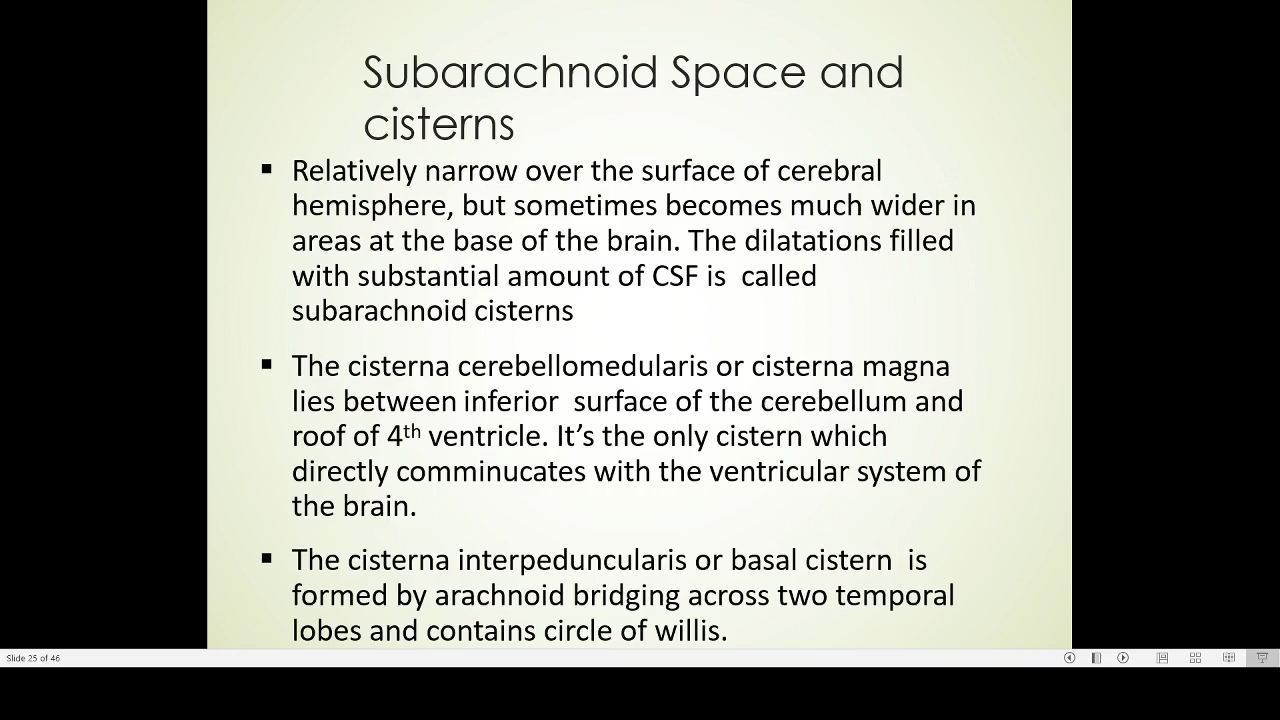 Subarachnoid Space and
cisterns
▪ Relatively narrow over the surface of cerebral
hemisphere, but sometimes becomes much wider in
areas at the base of the brain. The dilatations filled
with substantial amount of CSF is  called
subarachnoid cisterns
▪ The cisterna cerebellomedularis or cisterna magna
lies between inferior  surface of the cerebellum and
roof of 4th ventricle. It’s the only cistern which
directly comminucates with the ventricular system of
the brain.
▪ The cisterna interpeduncularis or basal cistern  is
formed by arachnoid bridging across two temporal
lobes and contains circle of willis.
Slide 25 of 46